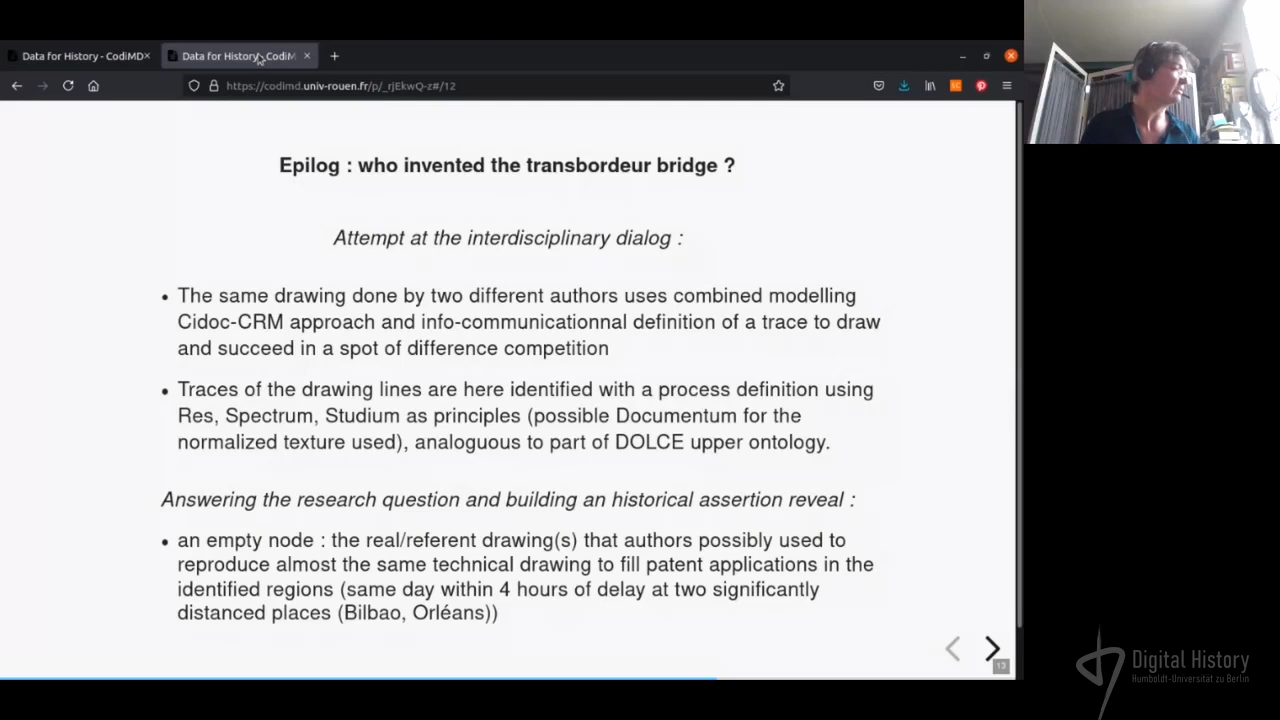 Data for History - CodiMD
Data for History - CodiM
https://codimd.univ-rouen.fr/p/_rjEkwQ-z#/12
Epilog : who invented the transbordeur bridge ?
Attempt at the interdisciplinary dialog :
• The same drawing done by two different authors uses combined modelling
Cidoc-CRM approach and info-communicationnal definition of a trace to draw
and succeed in a spot of difference competition
• Traces of the drawing lines are here identified with a process definition using
Res, Spectrum, Studium as principles (possible Documentum for the
normalized texture used), analoguous to part of DOLCE upper ontology.
Answering the research question and building an historical assertion reveal :
• an empty node : the real/referent drawing(s) that authors possibly used to
reproduce almost the same technical drawing to fill patent applications in the
identified regions (same day within 4 hours of delay at two significantly
distanced places (Bilbao, Orléans))
13
Digital History
Humboldt-Universität zu Berlin